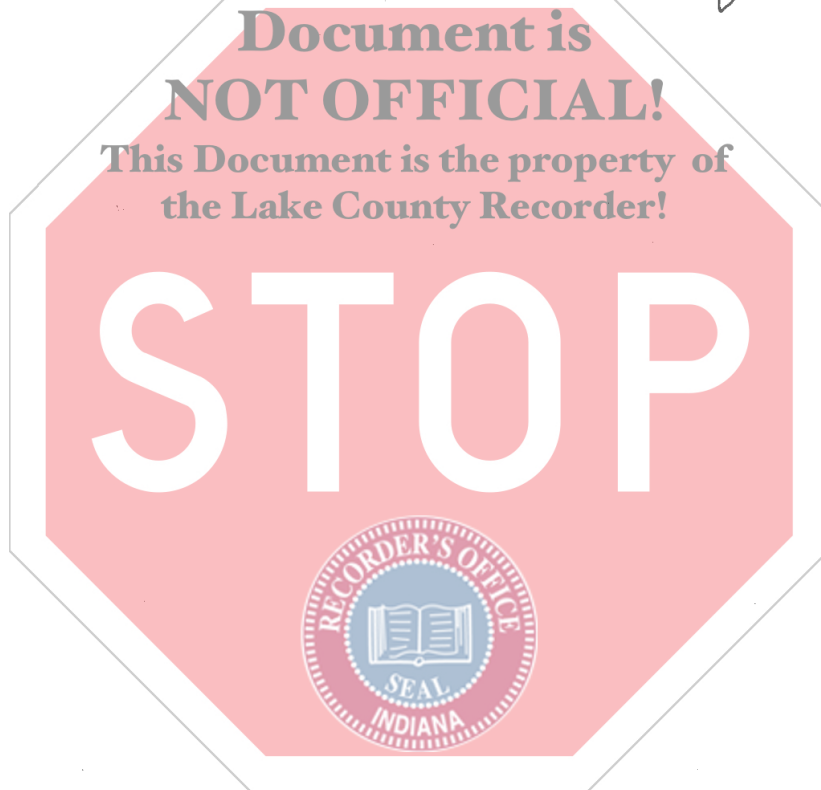 Document is
NOT OFFICIAL!
This Document is the property of
the Lake County Recorder!
STOP
RECORDER'S OFFICE
SEAL
INDIANA